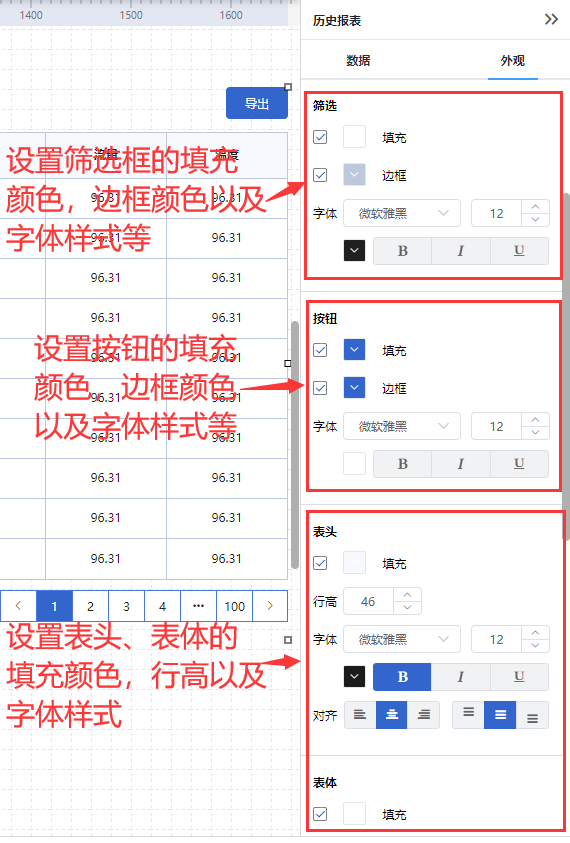 1400 1500 1600
历史报表
数据 外观
导出
流量 温度
96.31 96.31
96.31 96.31
96.31 96.31
96.31 96.31
96.31 96.31
96.31 96.31
96.31 96.31
96.31 96.31
96.31 96.31
96.31 96.31
1 2 3 4 ··· 100
设置筛选框的填充
颜色，边框颜色以及
字体样式等
设置按钮的填充
颜色，边框颜色
以及字体样式等
设置表头、表体的
填充颜色，行高以及
字体样式
筛选
填充
边框
字体 微软雅黑 12
B I U
按钮
填充
边框
字体 微软雅黑 12
B I U
表头
填充
行高 46
字体 微软雅黑 12
B I U
对齐
表体
填充